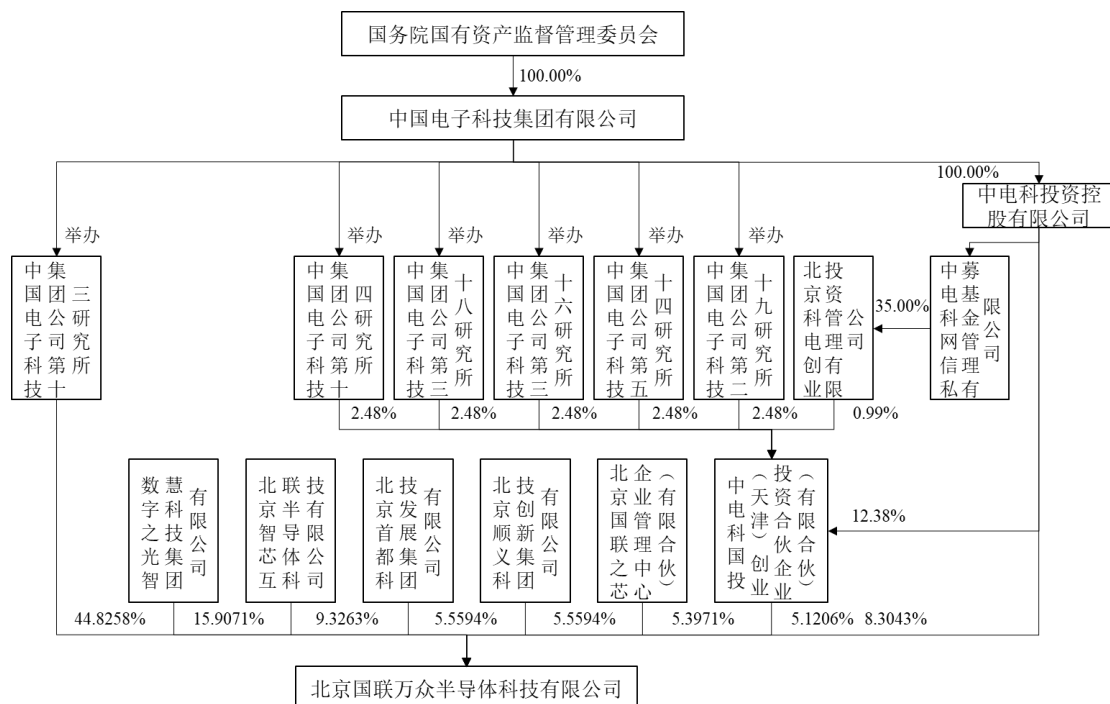 国务院国有资产监督管理委员会
100.00%
中国电子科技集团有限公司
100.00%
中电科投资控
股有限公司
举办
举办
举办
举办
举办
举办
中国电子科技
集团公司第十
三研究所
中国电子科技
集团公司第十
四研究所
中国电子科技
集团公司第三
十八研究所
中国电子科技
集团公司第三
十六研究所
中国电子科技
集团公司第五
十四研究所
中国电子科技
集团公司第二
十九研究所
北京科电创业
投资管理有限
公司
35.00%
中电科网信私
募基金管理有
限公司
2.48%
2.48%
2.48%
2.48%
2.48%
0.99%
数字之光智
慧科技集团
有限公司
北京智芯互
联半导体科
技有限公司
北京首都科
技发展集团
有限公司
北京顺义科
技创新集团
有限公司
北京国联之芯
企业管理中心
（有限合伙）
中电科国投
（天津）创业
投资合伙企业
（有限合伙）
12.38%
44.8258%
15.9071%
9.3263%
5.5594%
5.5594%
5.3971%
5.1206%
8.3043%
北京国联万众半导体科技有限公司